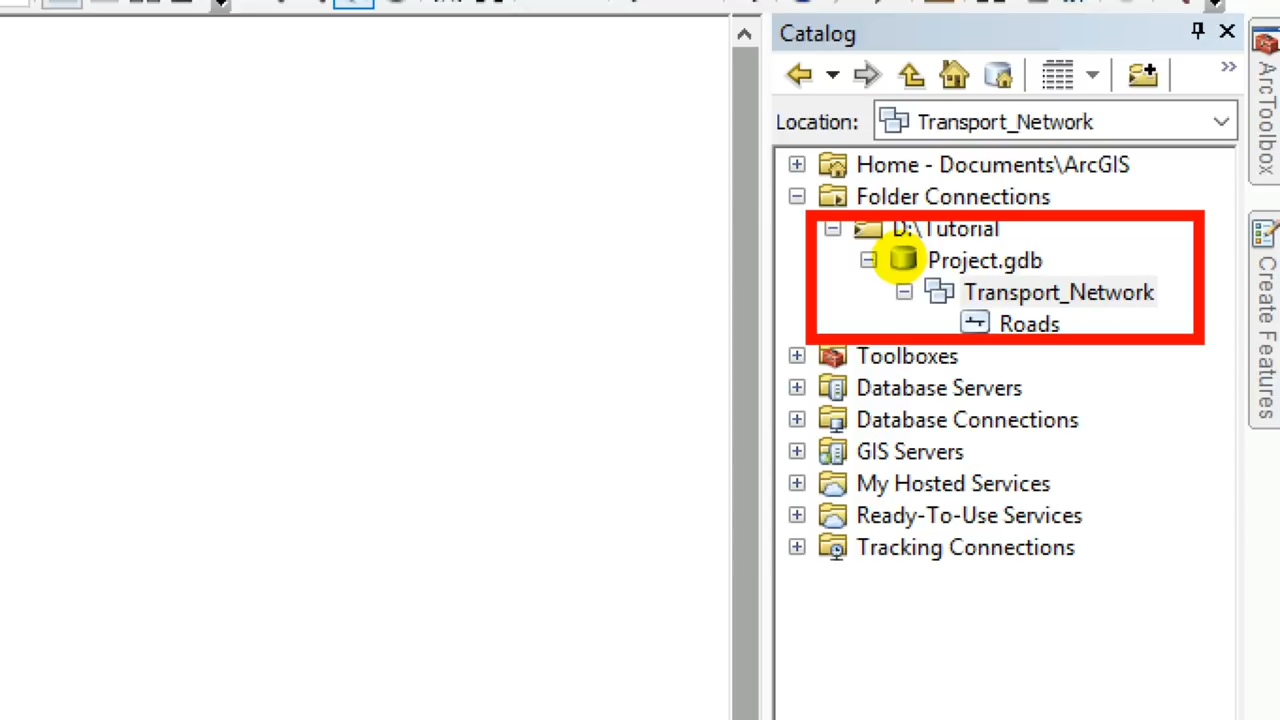 Catalog
Location: Transport_Network
Home - Documents\ArcGIS
Folder Connections
D:\Tutorial
Project.gdb
Transport_Network
Roads
Toolboxes
Database Servers
Database Connections
GIS Servers
My Hosted Services
Ready-To-Use Services
Tracking Connections
ArcToolbox
Create Features